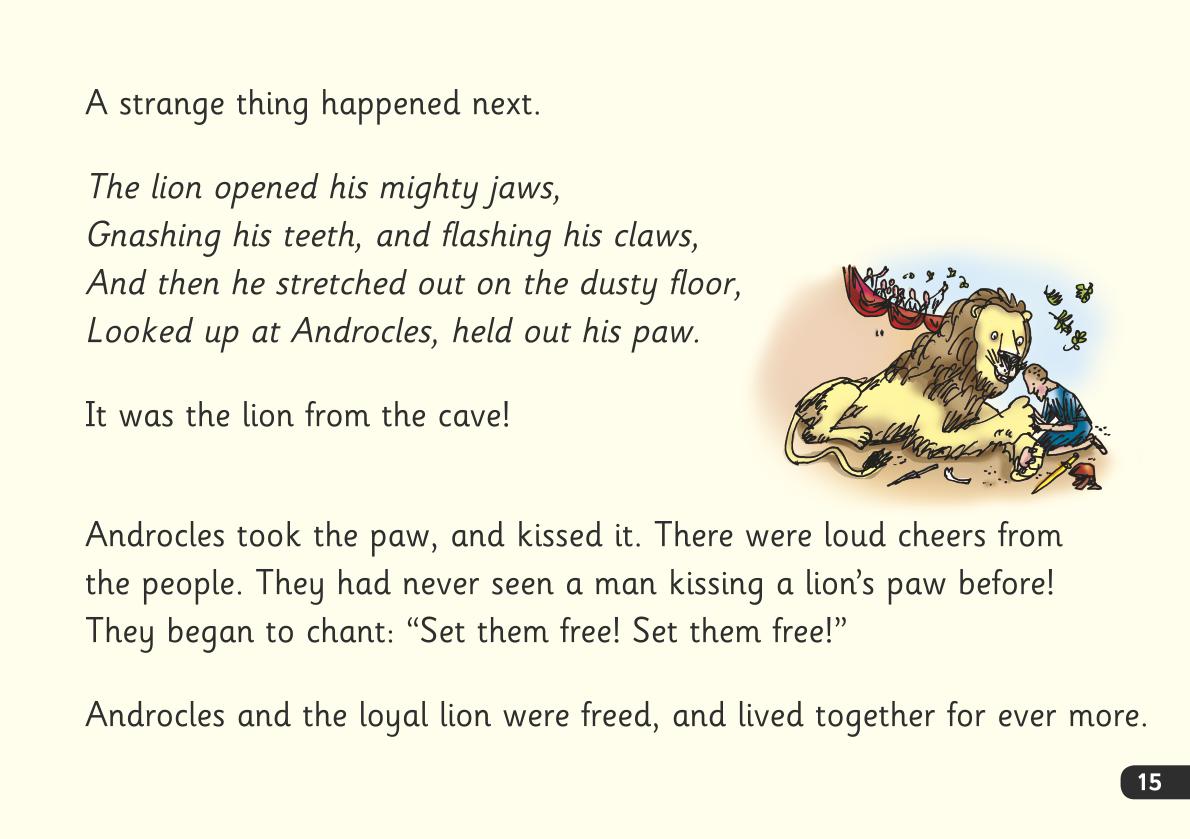 A strange thing happened next.
The lion opened his mighty jaws,
Gnashing his teeth, and flashing his claws,
And then he stretched out on the dusty floor,
Looked up at Androcles, held out his paw.
It was the lion from the cave!
Androcles took the paw, and kissed it. There were loud cheers from
the people. They had never seen a man kissing a lion’s paw before!
They began to chant: “Set them free! Set them free!”
Androcles and the loyal lion were freed, and lived together for ever more.
15